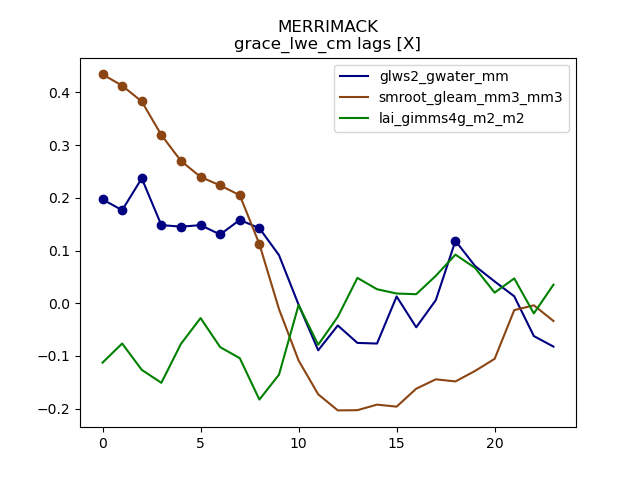 MERRIMACK
grace_lwe_cm lags [X]
glws2_gwater_mm
smroot_gleam_mm3_mm3
lai_gimms4g_m2_m2
0.4
0.3
0.2
0.1
0.0
−0.1
−0.2
0 5 10 15 20